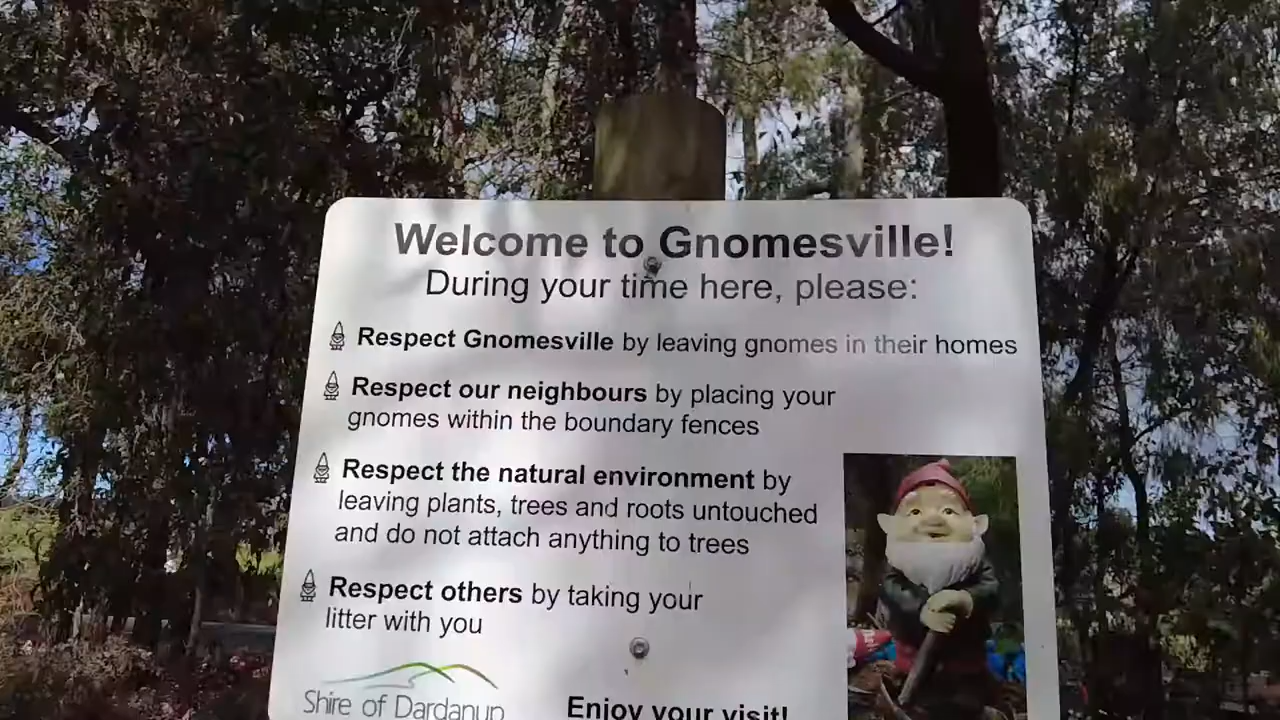 Welcome to Gnomesville!
During your time here, please:
Respect Gnomesville by leaving gnomes in their homes
Respect our neighbours by placing your
gnomes within the boundary fences
Respect the natural environment by
leaving plants, trees and roots untouched
and do not attach anything to trees
Respect others by taking your
litter with you
Shire of Dardanup
Enjoy your visit!